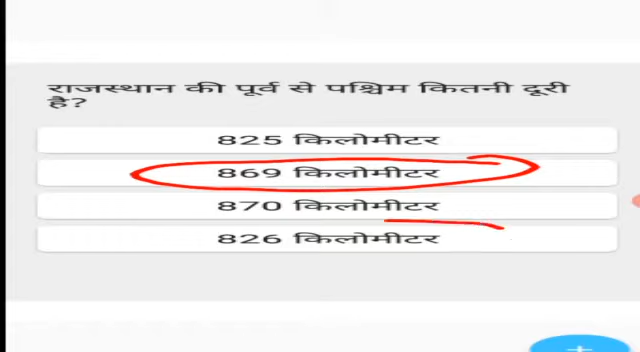 राजस्थान की पूर्व से पश्चिम कितनी दूरी
है?
825 किलोमीटर
869 किलोमीटर
870 किलोमीटर
826 किलोमीटर